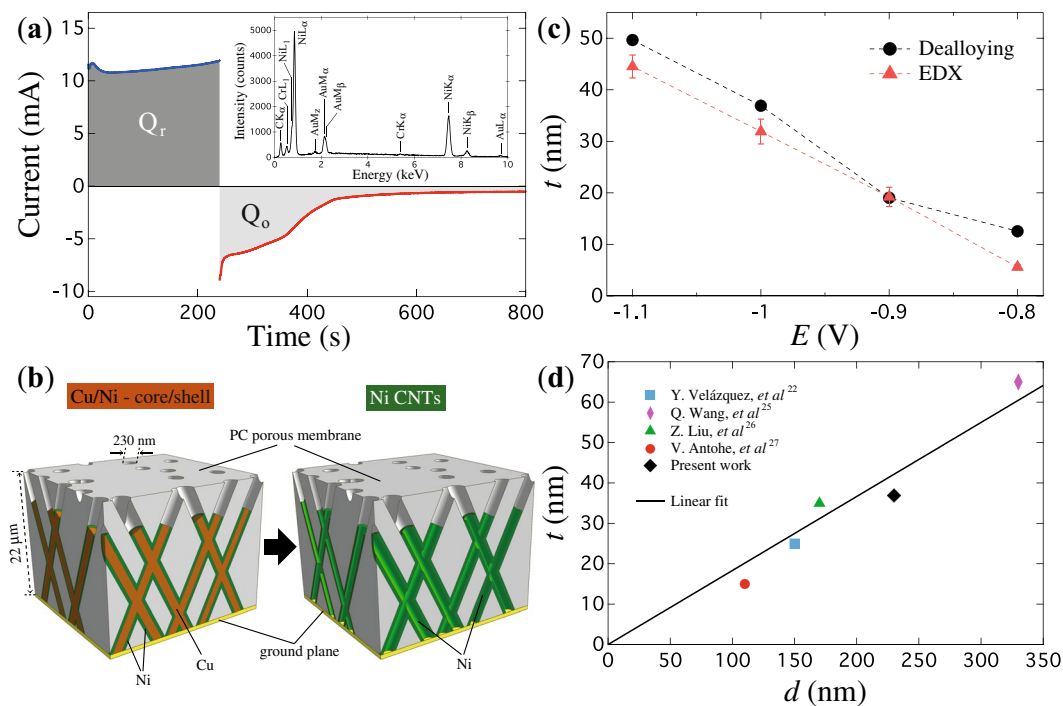 (a)
Current (mA)
15
10
5
0
-5
-10
0
200
400
600
800
Time (s)
Qr
Qo
Intensity (counts)
5000
4000
3000
2000
1000
0
0
2
4
6
8
10
Energy (keV)
C Kα
CrL1
NiL1
NiLα
AuMz
AuMα
AuMβ
CrKα
NiKα
NiKβ
AuLα
(b)
Cu/Ni - core/shell
Ni CNTs
230 nm
PC porous membrane
22 μm
Ni
Cu
ground plane
Ni
(c)
t (nm)
50
40
30
20
10
0
-1.1
-1
-0.9
-0.8
E (V)
Dealloying
EDX
(d)
t (nm)
70
60
50
40
30
20
10
0
0
50
100
150
200
250
300
350
d (nm)
Y. Velázquez, et al 22
Q. Wang, et al 25
Z. Liu, et al 26
V. Antohe, et al 27
Present work
Linear fit